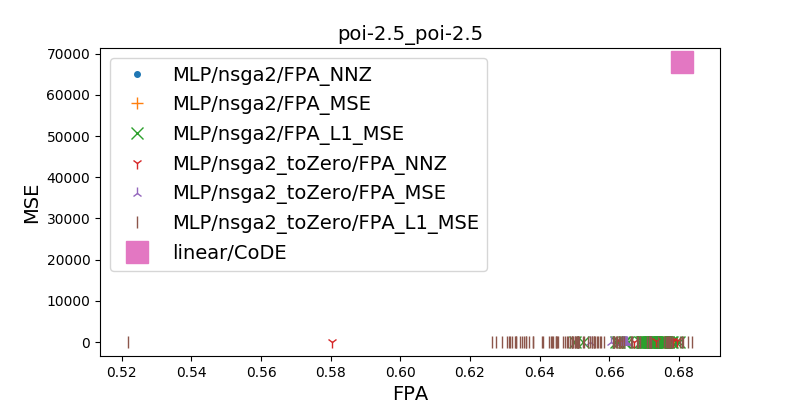 poi-2.5_poi-2.5
MSE
70000
60000
50000
40000
30000
20000
10000
0
MLP/nsga2/FPA_NNZ
MLP/nsga2/FPA_MSE
MLP/nsga2/FPA_L1_MSE
MLP/nsga2_toZero/FPA_NNZ
MLP/nsga2_toZero/FPA_MSE
MLP/nsga2_toZero/FPA_L1_MSE
linear/CoDE
0.52 0.54 0.56 0.58 0.60 0.62 0.64 0.66 0.68
FPA